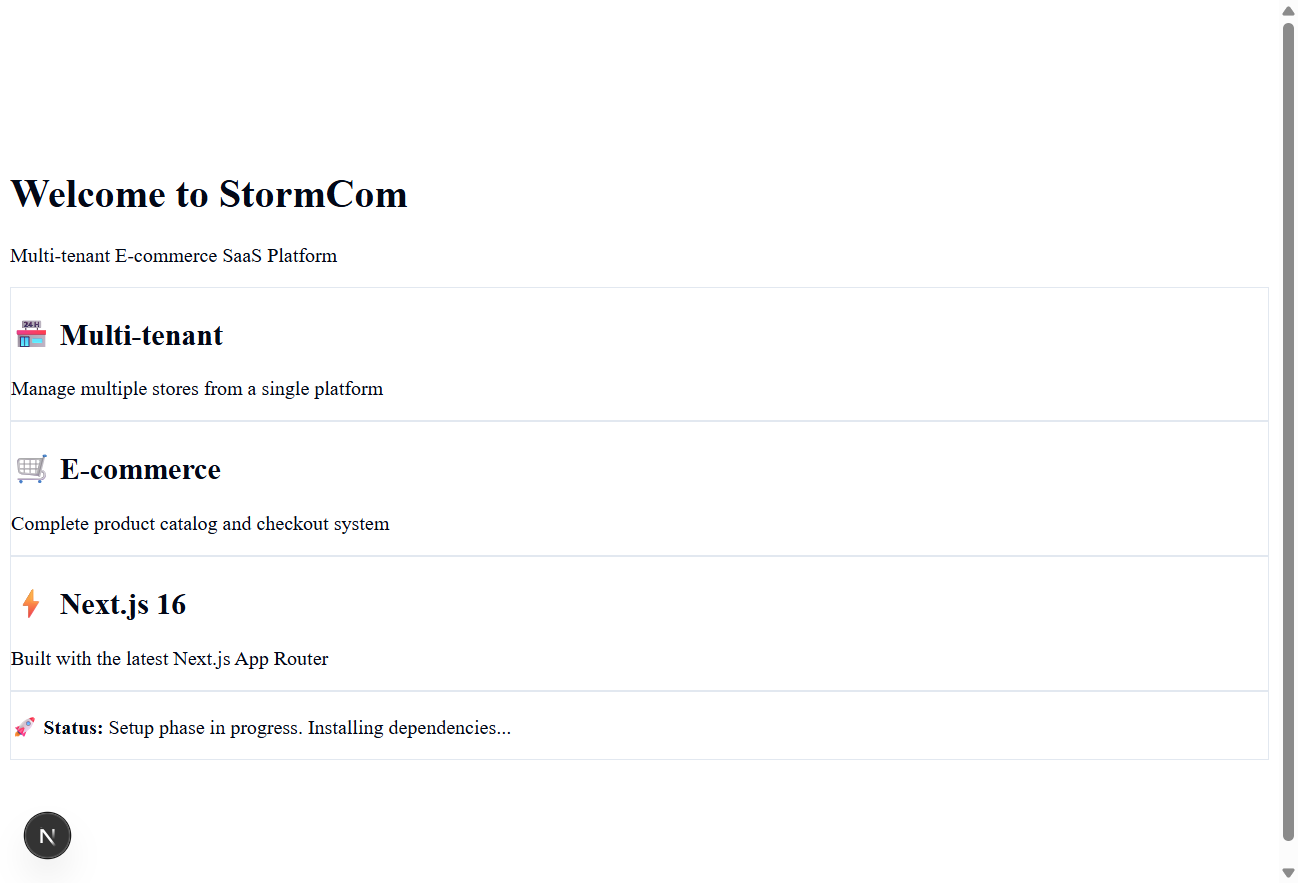 Welcome to StormCom
Multi-tenant E-commerce SaaS Platform
24H
🏪 Multi-tenant
Manage multiple stores from a single platform
🛒 E-commerce
Complete product catalog and checkout system
⚡ Next.js 16
Built with the latest Next.js App Router
🚀 Status: Setup phase in progress. Installing dependencies...
N